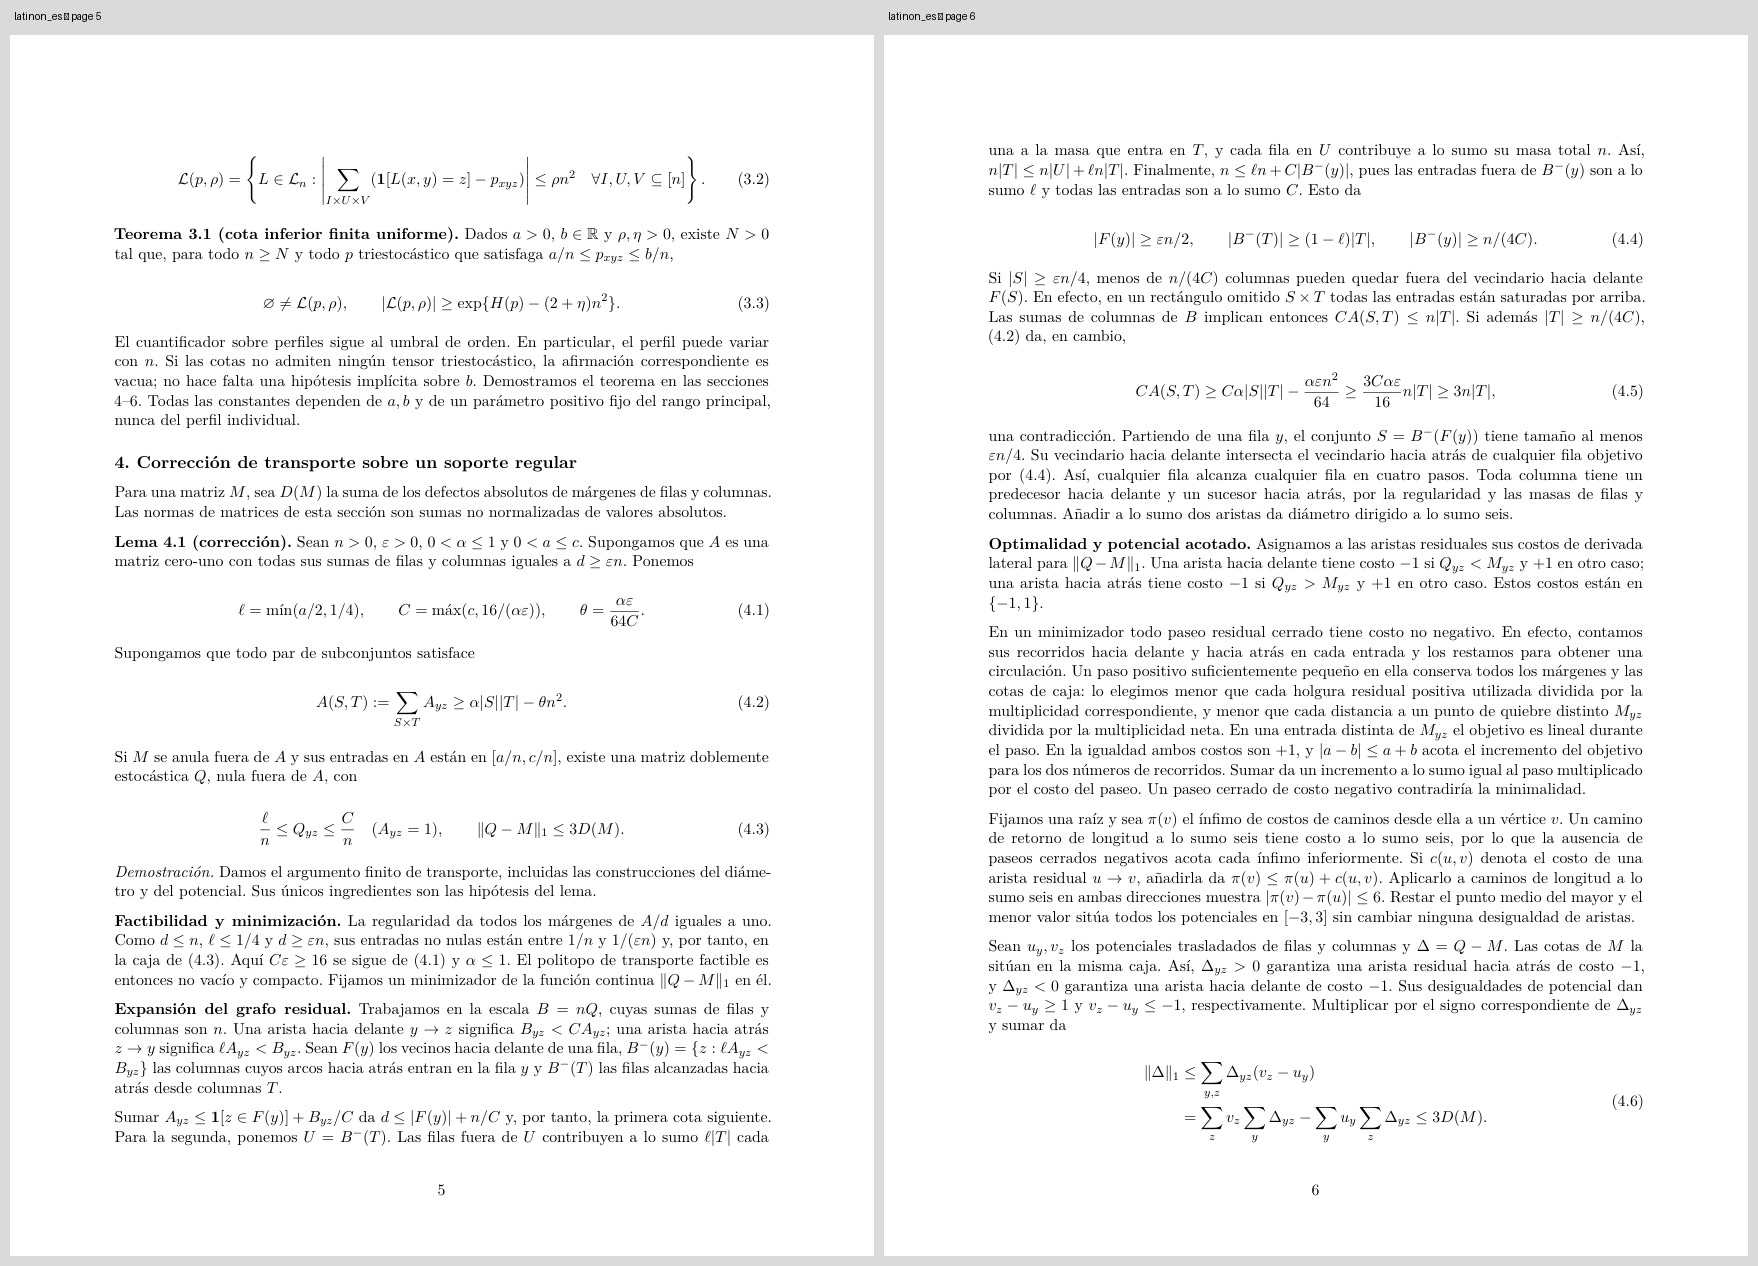 latinon_es page 5
𝓛(p, ρ) = { L ∈ 𝓛ₙ : | ∑_{I×U×V} (𝟏[L(x, y) = z] − p_{xyz}) | ≤ ρn² ∀I, U, V ⊆ [n] } . (3.2)
Teorema 3.1 (cota inferior finita uniforme). Dados a > 0, b ∈ ℝ y ρ, η > 0, existe N > 0
tal que, para todo n ≥ N y todo p triestocástico que satisfaga a/n ≤ p_{xyz} ≤ b/n,
∅ ≠ 𝓛(p, ρ), |𝓛(p, ρ)| ≥ exp{H(p) − (2 + η)n²}. (3.3)
El cuantificador sobre perfiles sigue al umbral de orden. En particular, el perfil puede variar
con n. Si las cotas no admiten ningún tensor triestocástico, la afirmación correspondiente es
vacua; no hace falta una hipótesis implícita sobre b. Demostramos el teorema en las secciones
4–6. Todas las constantes dependen de a, b y de un parámetro positivo fijo del rango principal,
nunca del perfil individual.
4. Corrección de transporte sobre un soporte regular
Para una matriz M, sea D(M) la suma de los defectos absolutos de márgenes de filas y columnas.
Las normas de matrices de esta sección son sumas no normalizadas de valores absolutos.
Lema 4.1 (corrección). Sean n > 0, ε > 0, 0 < α ≤ 1 y 0 < a ≤ c. Supongamos que A es una
matriz cero-uno con todas sus sumas de filas y columnas iguales a d ≥ εn. Ponemos
ℓ = mín(a/2, 1/4), C = máx(c, 16/(αε)), θ = αε/64C. (4.1)
Supongamos que todo par de subconjuntos satisface
A(S, T) := ∑_{S×T} A_{yz} ≥ α|S||T| − θn². (4.2)
Si M se anula fuera de A y sus entradas en A están en [a/n, c/n], existe una matriz doblemente
estocástica Q, nula fuera de A, con
ℓ/n ≤ Q_{yz} ≤ C/n (A_{yz} = 1), ‖Q − M‖₁ ≤ 3D(M). (4.3)
Demostración. Damos el argumento finito de transporte, incluidas las construcciones del diáme-
tro y del potencial. Sus únicos ingredientes son las hipótesis del lema.
Factibilidad y minimización. La regularidad da todos los márgenes de A/d iguales a uno.
Como d ≤ n, ℓ ≤ 1/4 y d ≥ εn, sus entradas no nulas están entre 1/n y 1/(εn) y, por tanto, en
la caja de (4.3). Aquí Cε ≥ 16 se sigue de (4.1) y α ≤ 1. El politopo de transporte factible es
entonces no vacío y compacto. Fijamos un minimizador de la función continua ‖Q − M‖₁ en él.
Expansión del grafo residual. Trabajamos en la escala B = nQ, cuyas sumas de filas y
columnas son n. Una arista hacia delante y → z significa B_{yz} < CA_{yz}; una arista hacia atrás
z → y significa ℓA_{yz} < B_{yz}. Sean F(y) los vecinos hacia delante de una fila, B⁻(y) = {z : ℓA_{yz} <
B_{yz}} las columnas cuyos arcos hacia atrás entran en la fila y y B⁻(T) las filas alcanzadas hacia
atrás desde columnas T.
Sumar A_{yz} ≤ 𝟏[z ∈ F(y)] + B_{yz}/C da d ≤ |F(y)| + n/C y, por tanto, la primera cota siguiente.
Para la segunda, ponemos U = B⁻(T). Las filas fuera de U contribuyen a lo sumo ℓ|T| cada
5
latinon_es page 6
una a la masa que entra en T, y cada fila en U contribuye a lo sumo su masa total n. Así,
n|T| ≤ n|U| + ℓn|T|. Finalmente, n ≤ ℓn + C|B⁻(y)|, pues las entradas fuera de B⁻(y) son a lo
sumo ℓ y todas las entradas son a lo sumo C. Esto da
|F(y)| ≥ εn/2, |B⁻(T)| ≥ (1 − ℓ)|T|, |B⁻(y)| ≥ n/(4C). (4.4)
Si |S| ≥ εn/4, menos de n/(4C) columnas pueden quedar fuera del vecindario hacia delante
F(S). En efecto, en un rectángulo omitido S × T todas las entradas están saturadas por arriba.
Las sumas de columnas de B implican entonces CA(S, T) ≤ n|T|. Si además |T| ≥ n/(4C),
(4.2) da, en cambio,
CA(S, T) ≥ Cα|S||T| − αεn²/64 ≥ 3Cαε/16 n|T| ≥ 3n|T|, (4.5)
una contradicción. Partiendo de una fila y, el conjunto S = B⁻(F(y)) tiene tamaño al menos
εn/4. Su vecindario hacia delante intersecta el vecindario hacia atrás de cualquier fila objetivo
por (4.4). Así, cualquier fila alcanza cualquier fila en cuatro pasos. Toda columna tiene un
predecesor hacia delante y un sucesor hacia atrás, por la regularidad y las masas de filas y
columnas. Añadir a lo sumo dos aristas da diámetro dirigido a lo sumo seis.
Optimalidad y potencial acotado. Asignamos a las aristas residuales sus costos de derivada
lateral para ‖Q−M‖₁. Una arista hacia delante tiene costo −1 si Q_{yz} < M_{yz} y +1 en otro caso;
una arista hacia atrás tiene costo −1 si Q_{yz} > M_{yz} y +1 en otro caso. Estos costos están en
{−1, 1}.
En un minimizador todo paseo residual cerrado tiene costo no negativo. En efecto, contamos
sus recorridos hacia delante y hacia atrás en cada entrada y los restamos para obtener una
circulación. Un paso positivo suficientemente pequeño en ella conserva todos los márgenes y las
cotas de caja: lo elegimos menor que cada holgura residual positiva utilizada dividida por la
multiplicidad correspondiente, y menor que cada distancia a un punto de quiebre distinto M_{yz}
dividida por la multiplicidad neta. En una entrada distinta de M_{yz} el objetivo es lineal durante
el paso. En la igualdad ambos costos son +1, y |a − b| ≤ a + b acota el incremento del objetivo
para los dos números de recorridos. Sumar da un incremento a lo sumo igual al paso multiplicado
por el costo del paseo. Un paseo cerrado de costo negativo contradiría la minimalidad.
Fijamos una raíz y sea π(v) el ínfimo de costos de caminos desde ella a un vértice v. Un camino
de retorno de longitud a lo sumo seis tiene costo a lo sumo seis, por lo que la ausencia de
paseos cerrados negativos acota cada ínfimo inferiormente. Si c(u, v) denota el costo de una
arista residual u → v, añadirla da π(v) ≤ π(u) + c(u, v). Aplicarlo a caminos de longitud a lo
sumo seis en ambas direcciones muestra |π(v)−π(u)| ≤ 6. Restar el punto medio del mayor y el
menor valor sitúa todos los potenciales en [−3, 3] sin cambiar ninguna desigualdad de aristas.
Sean u_y, v_z los potenciales trasladados de filas y columnas y Δ = Q − M. Las cotas de M la
sitúan en la misma caja. Así, Δ_{yz} > 0 garantiza una arista residual hacia atrás de costo −1,
y Δ_{yz} < 0 garantiza una arista hacia delante de costo −1. Sus desigualdades de potencial dan
v_z − u_y ≥ 1 y v_z − u_y ≤ −1, respectivamente. Multiplicar por el signo correspondiente de Δ_{yz}
y sumar da
‖Δ‖₁ ≤ ∑_{y,z} Δ_{yz}(v_z − u_y)
= ∑_z v_z ∑_y Δ_{yz} − ∑_y u_y ∑_z Δ_{yz} ≤ 3D(M). (4.6)
6